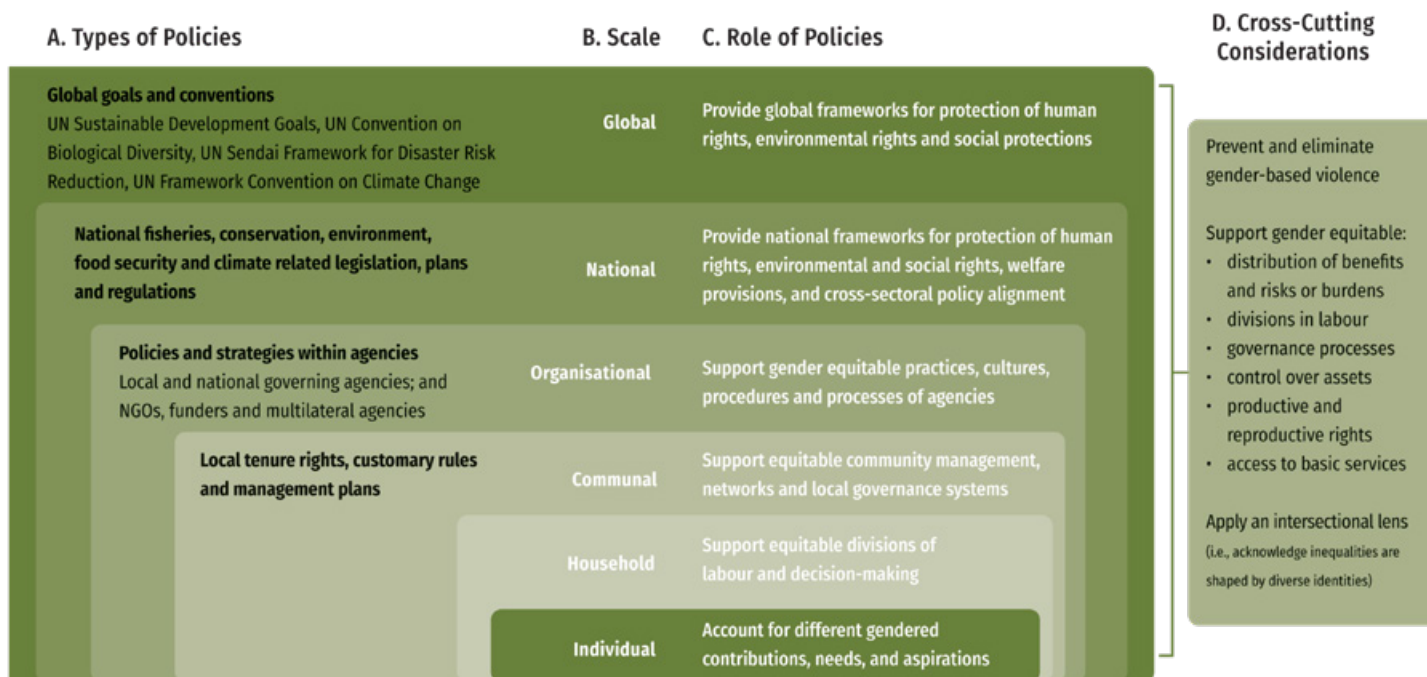 A. Types of Policies
B. Scale
C. Role of Policies
D. Cross-Cutting
Considerations
Global goals and conventions
UN Sustainable Development Goals, UN Convention on
Biological Diversity, UN Sendai Framework for Disaster Risk
Reduction, UN Framework Convention on Climate Change
Global
Provide global frameworks for protection of human
rights, environmental rights and social protections
National fisheries, conservation, environment,
food security and climate related legislation, plans
and regulations
National
Provide national frameworks for protection of human
rights, environmental and social rights, welfare
provisions, and cross-sectoral policy alignment
Policies and strategies within agencies
Local and national governing agencies; and
NGOs, funders and multilateral agencies
Organisational
Support gender equitable practices, cultures,
procedures and processes of agencies
Local tenure rights, customary rules
and management plans
Communal
Support equitable community management,
networks and local governance systems
Household
Support equitable divisions of
labour and decision-making
Individual
Account for different gendered
contributions, needs, and aspirations
Prevent and eliminate
gender-based violence
Support gender equitable:
• distribution of benefits
and risks or burdens
• divisions in labour
• governance processes
• control over assets
• productive and
reproductive rights
• access to basic services
Apply an intersectional lens
(i.e., acknowledge inequalities are
shaped by diverse identities)